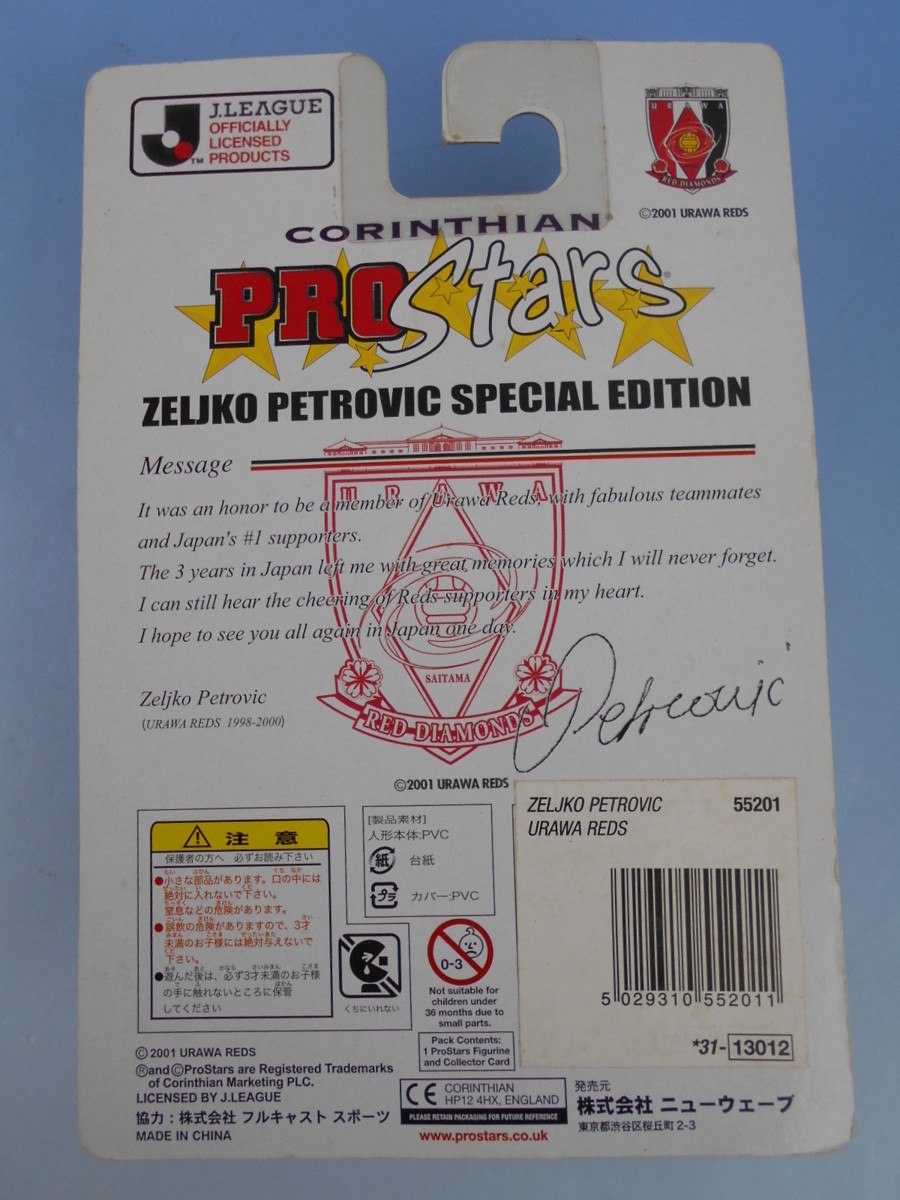 J.LEAGUE
OFFICIALLY
LICENSED
PRODUCTS
TM
URAWA
RED DIAMONDS
©2001 URAWA REDS
CORINTHIAN®
PROStars®
ZELJKO PETROVIC SPECIAL EDITION
Message
It was an honor to be a member of Urawa Reds, with fabulous teammates
and Japan's #1 supporters.
The 3 years in Japan left me with great memories which I will never forget.
I can still hear the cheering of Reds supporters in my heart.
I hope to see you all again in Japan one day.
URAWA
SAITAMA
RED DIAMONDS
Zeljko Petrovic
(URAWA REDS 1998-2000)
Petrovic
©2001 URAWA REDS
注意
保護者の方へ 必ずお読み下さい
●小さな部品があります。口の中には
絶対に入れないで下さい。
窒息などの危険があります。
●誤飲の危険がありますので、3才
未満のお子様には絶対与えないで
下さい。
●遊んだ後は、必ず3才未満のお子様
の手に触れないところに保管
してください
[製品素材]
人形本体:PVC
紙 台紙
プラ カバー:PVC
くちにいれない
0-3
Not suitable for
children under
36 months due to
small parts.
Pack Contents:
1 ProStars Figurine
and Collector Card
ZELJKO PETROVIC 55201
URAWA REDS
5 029310 552011
*31-13012
©2001 URAWA REDS
®and©ProStars are Registered Trademarks
of Corinthian Marketing PLC.
LICENSED BY J.LEAGUE
協力：株式会社 フルキャスト スポーツ
MADE IN CHINA
CE CORINTHIAN
HP12 4HX, ENGLAND
PLEASE RETAIN PACKAGING FOR FUTURE REFERENCE
www.prostars.co.uk
発売元
株式会社 ニューウェーブ
東京都渋谷区桜丘町2-3